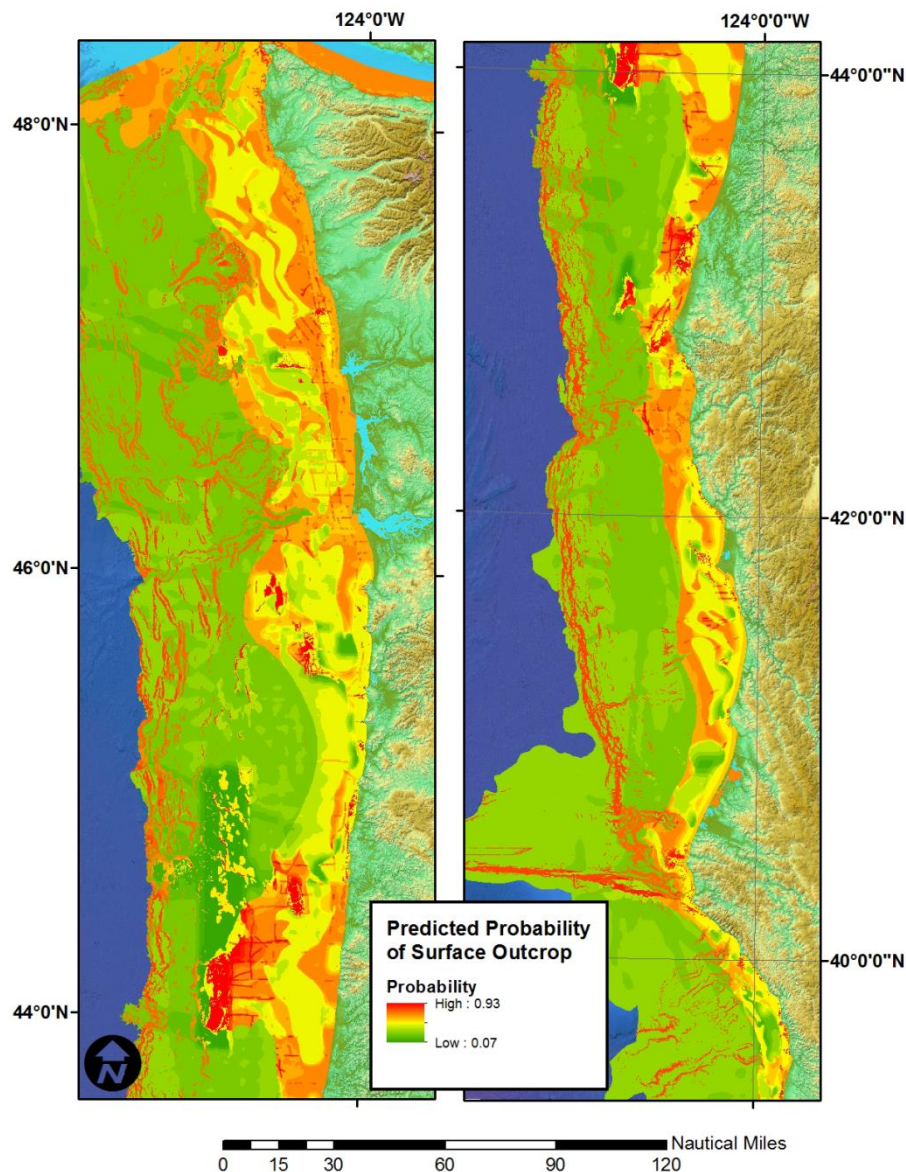 124°0"W
124°0'0"W
48°0"N
44°0'0"N
42°0'0"N
46°0"N
40°0'0"N
44°0"N
Predicted Probability
of Surface Outcrop
Probability
High : 0.93
Low : 0.07
N
Nautical Miles
0 15 30 60 90 120